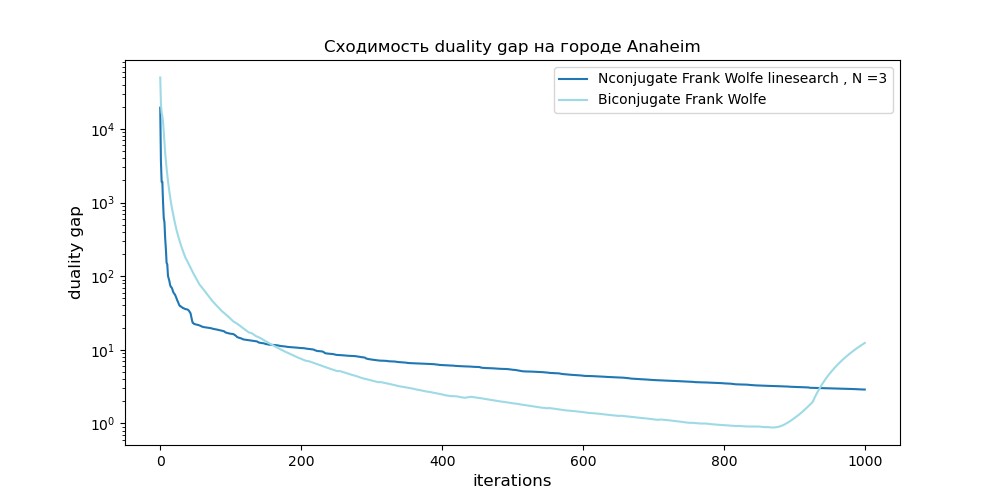 Сходимость duality gap на городе Anaheim
Nconjugate Frank Wolfe linesearch , N =3
Biconjugate Frank Wolfe
duality gap
10⁴
10³
10²
10¹
10⁰
0 200 400 600 800 1000
iterations